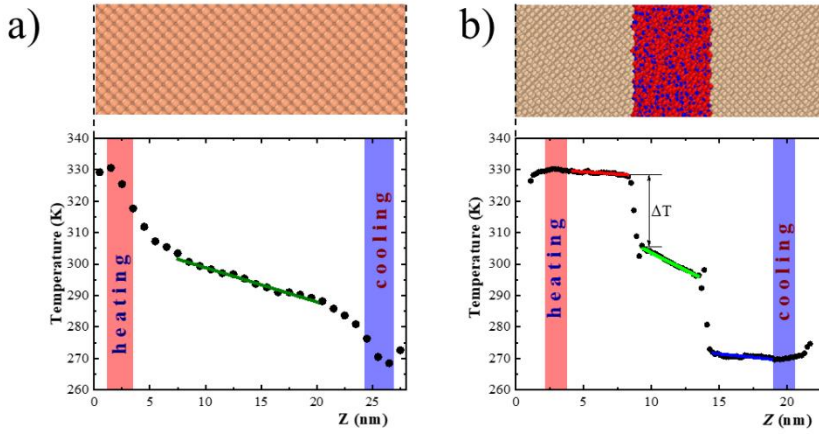 a)
b)
340
330
320
310
300
290
280
270
260
Temperature (K)
heating
cooling
0
5
10
15
20
25
Z (nm)
340
330
320
310
300
290
280
270
260
Temperature (K)
heating
ΔT
cooling
0
5
10
15
20
Z (nm)